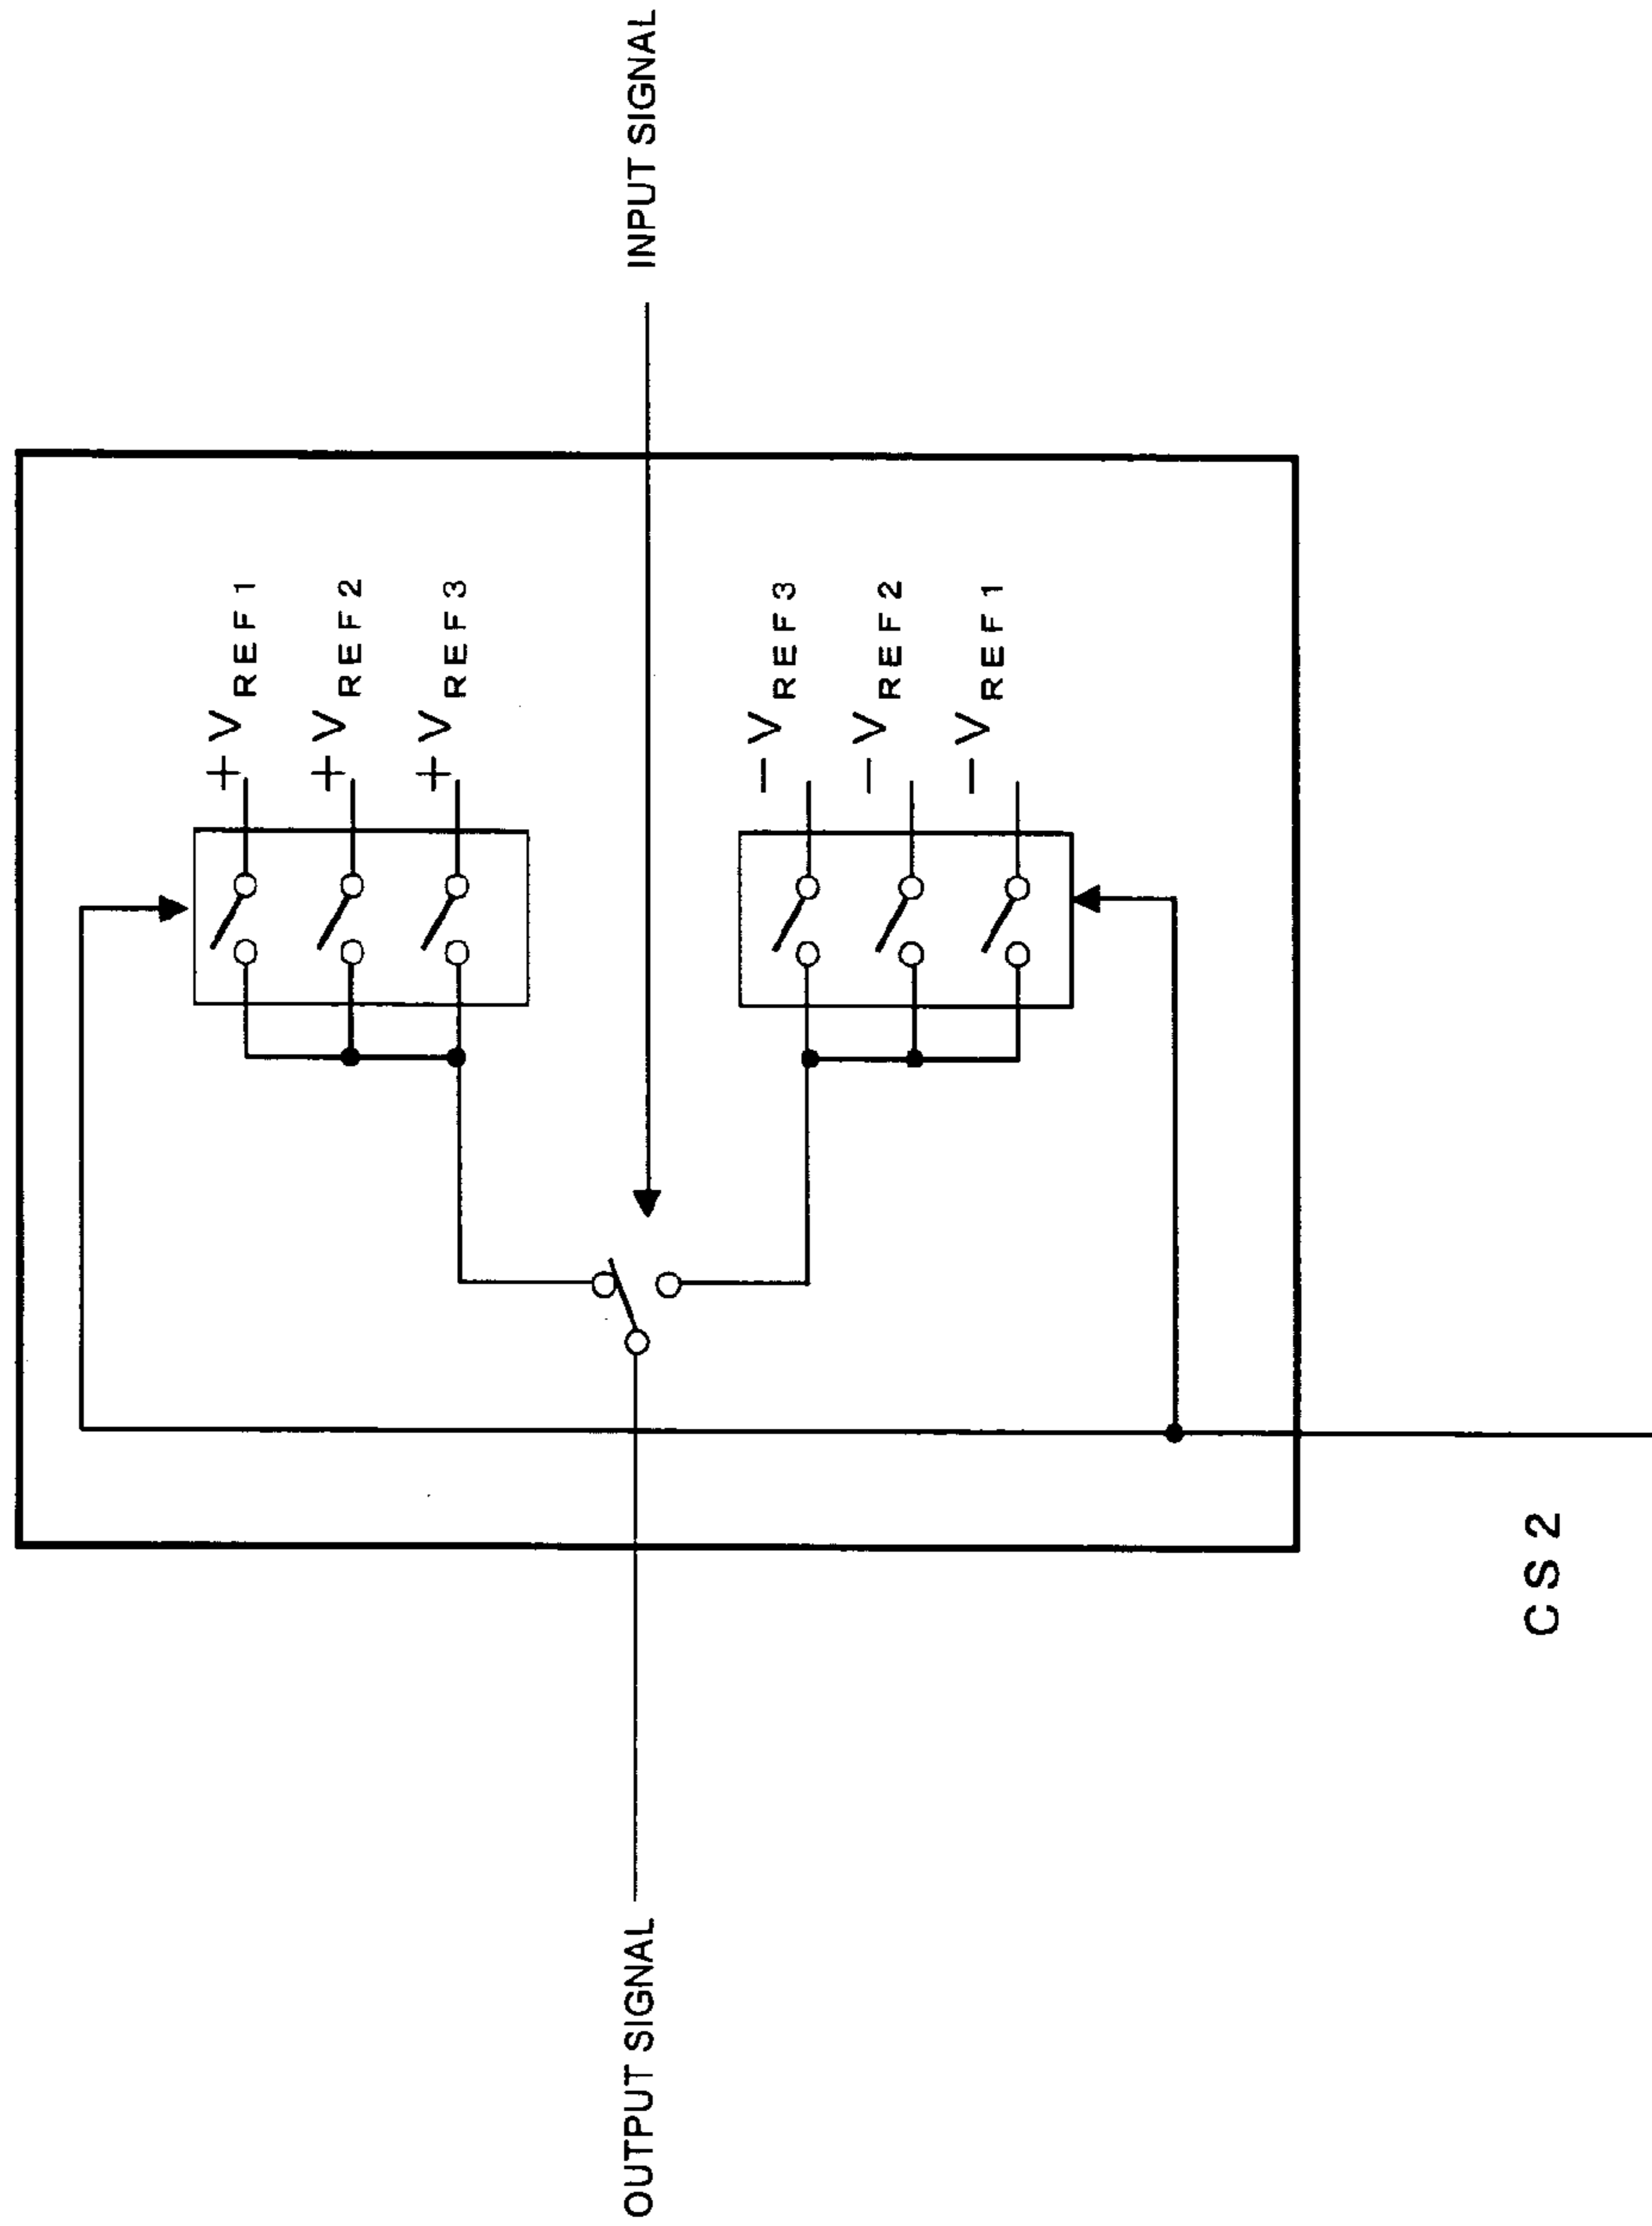 INPUT SIGNAL
+VREF1
+VREF2
+VREF3
−VREF3
−VREF2
−VREF1
CS2
OUTPUT SIGNAL